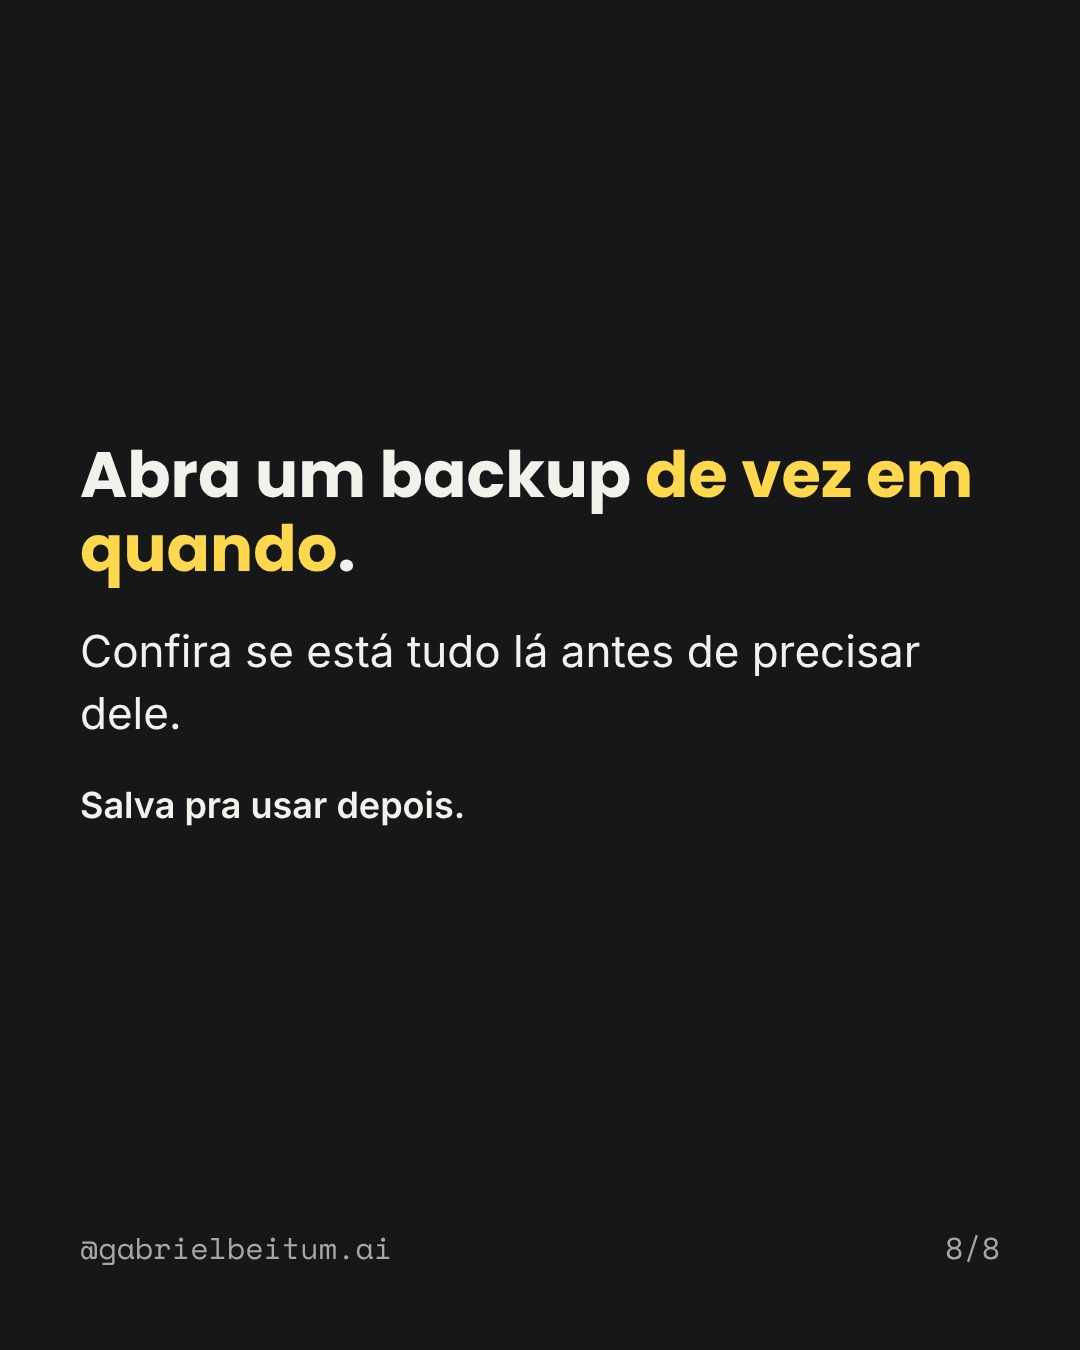 Abra um backup de vez em
quando.
Confira se está tudo lá antes de precisar
dele.
Salva pra usar depois.
@gabrielbeitum.ai
8/8